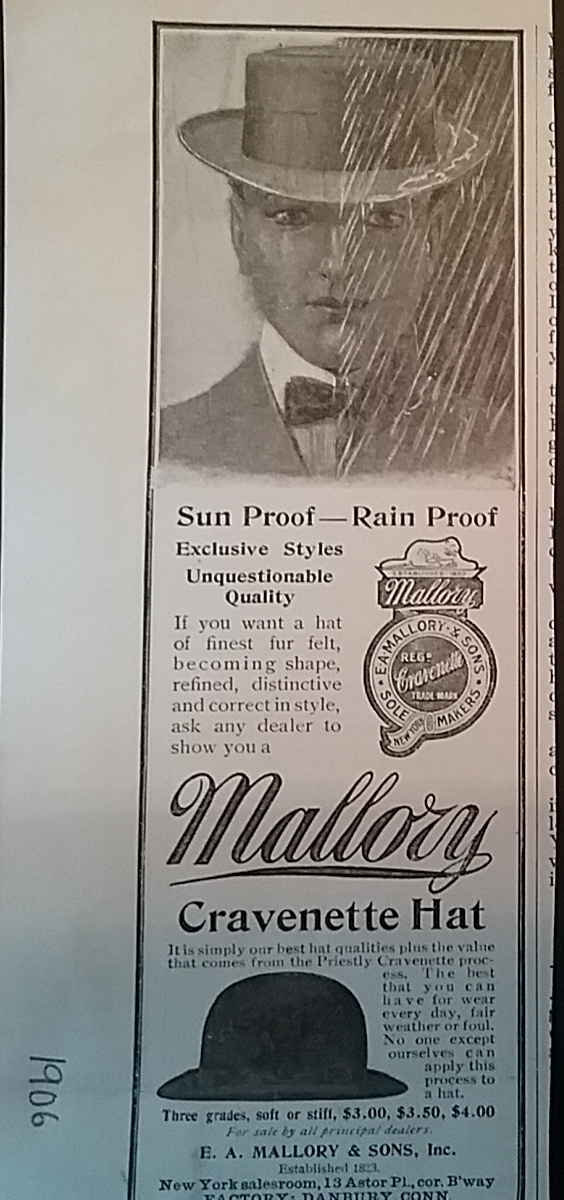 Sun Proof—Rain Proof
Exclusive Styles
Unquestionable
Quality
If you want a hat
of finest fur felt,
becoming shape,
refined, distinctive
and correct in style,
ask any dealer to
show you a
ESTABLISHED 1823
Mallory
E.A. MALLORY & SONS
REG'D
Cravenette
TRADE MARK
SOLE MAKERS
NEW YORK
Mallory
Cravenette Hat
It is simply our best hat qualities plus the value
that comes from the Priestly Cravenette proc-
ess. The best
that you can
have for wear
every day, fair
weather or foul.
No one except
ourselves can
apply this
process to
a hat.
Three grades, soft or stiff, $3.00, $3.50, $4.00
For sale by all principal dealers.
E. A. MALLORY & SONS, Inc.
Established 1823.
New York salesroom, 13 Astor Pl., cor. B'way
FACTORY: DANBURY, CONN.
1906